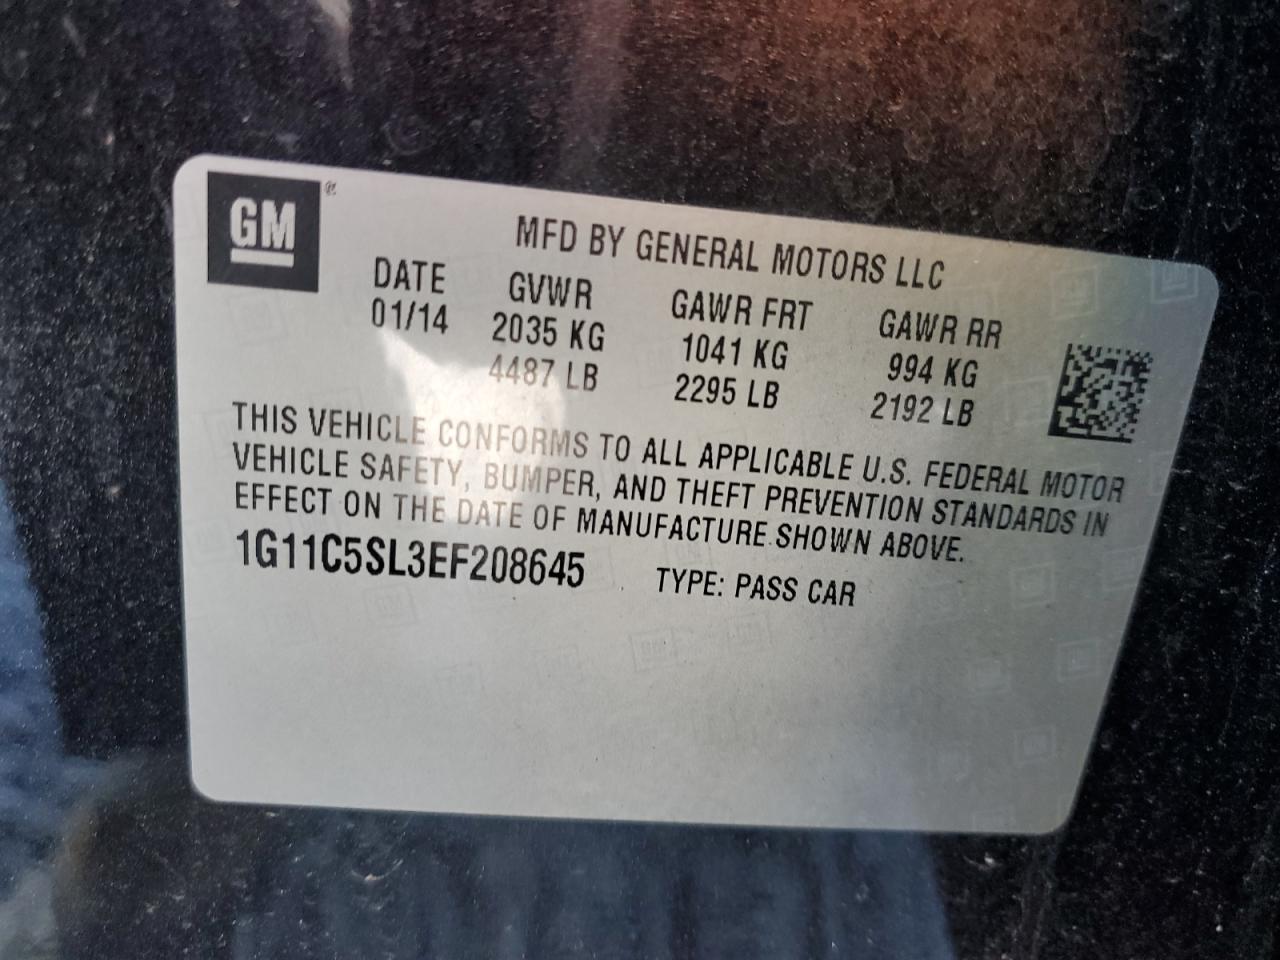 GM®
MFD BY GENERAL MOTORS LLC
DATE GVWR GAWR FRT GAWR RR
01/14 2035 KG 1041 KG 994 KG
4487 LB 2295 LB 2192 LB
THIS VEHICLE CONFORMS TO ALL APPLICABLE U.S. FEDERAL MOTOR
VEHICLE SAFETY, BUMPER, AND THEFT PREVENTION STANDARDS IN
EFFECT ON THE DATE OF MANUFACTURE SHOWN ABOVE.
1G11C5SL3EF208645 TYPE: PASS CAR